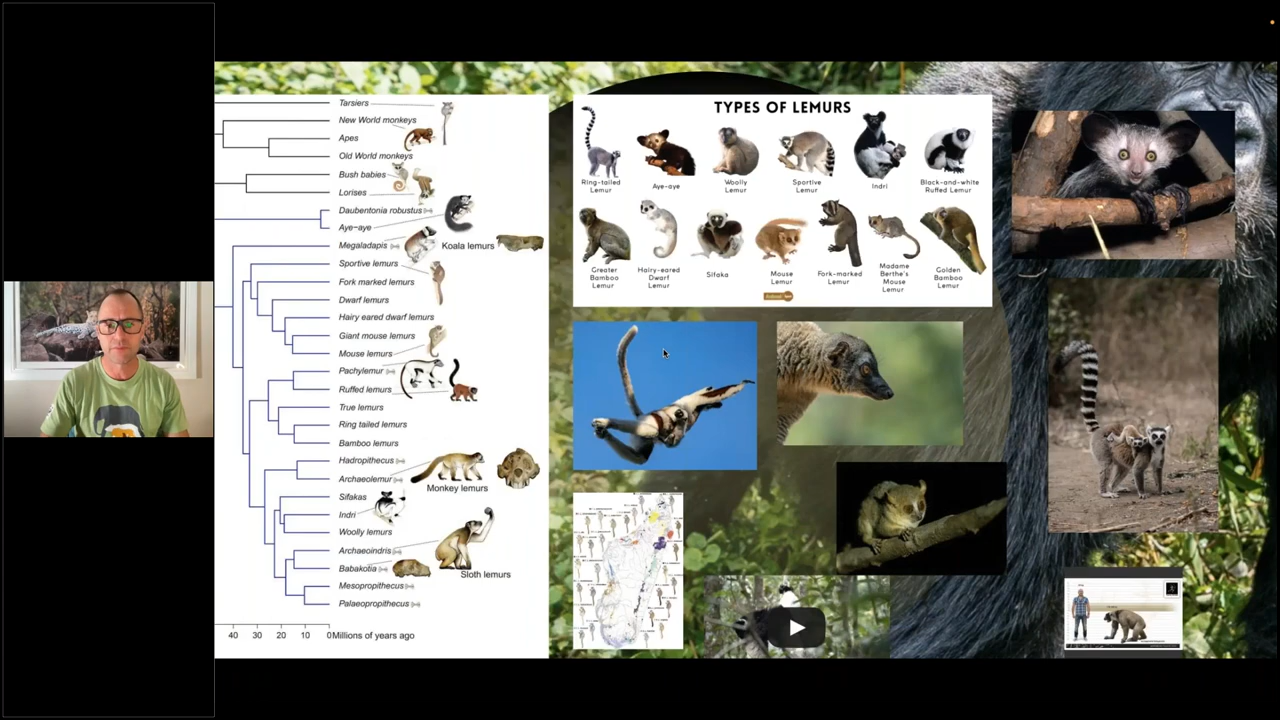 Tarsiers
New World monkeys
Apes
Old World monkeys
Bush babies
Lorises
Daubentonia robustus
Aye-aye
Megaladapis
Koala lemurs
Sportive lemurs
Fork marked lemurs
Dwarf lemurs
Hairy eared dwarf lemurs
Giant mouse lemurs
Mouse lemurs
Pachylemur
Ruffed lemurs
True lemurs
Ring tailed lemurs
Bamboo lemurs
Hadropithecus
Archaeolemur
Monkey lemurs
Sifakas
Indri
Woolly lemurs
Archaeoindris
Babakotia
Sloth lemurs
Mesopropithecus
Palaeopropithecus
40 30 20 10 0 Millions of years ago
TYPES OF LEMURS
Ring-tailed
Lemur
Aye-aye
Woolly
Lemur
Sportive
Lemur
Indri
Black-and-white
Ruffed Lemur
Greater
Bamboo
Lemur
Hairy-eared
Dwarf
Lemur
Sifaka
Mouse
Lemur
Fork-marked
Lemur
Madame
Berthe's
Mouse
Lemur
Golden
Bamboo
Lemur